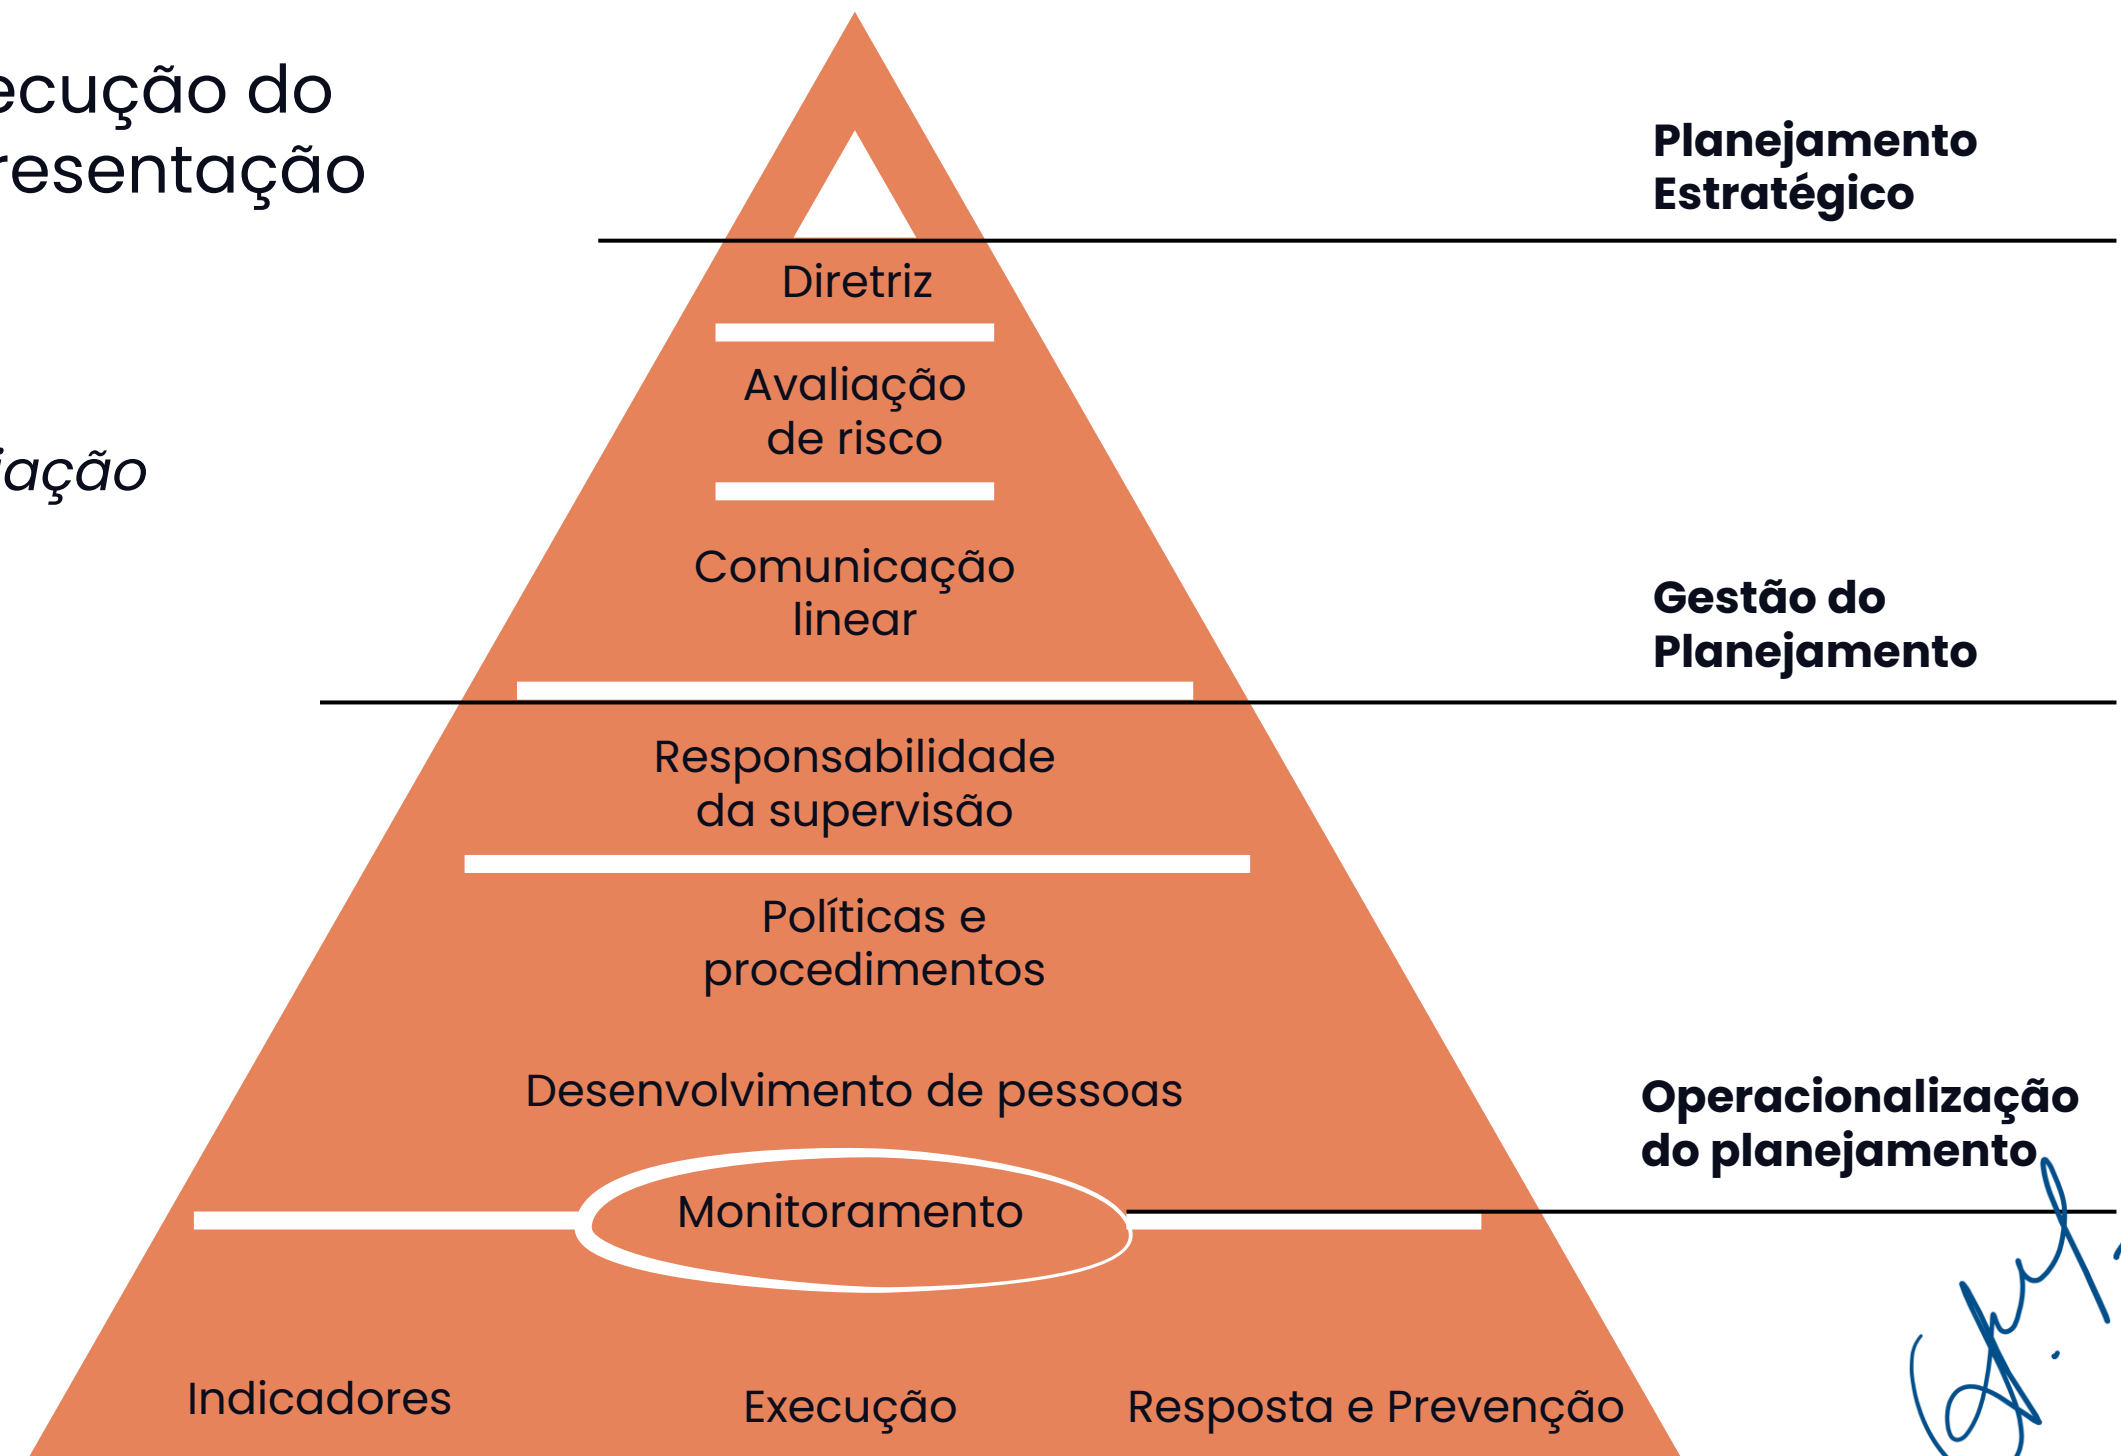 ecução do
resentação
iação
Planejamento
Estratégico
Diretriz
Avaliação
de risco
Comunicação
linear
Gestão do
Planejamento
Responsabilidade
da supervisão
Políticas e
procedimentos
Desenvolvimento de pessoas
Operacionalização
do planejamento
Monitoramento
Indicadores
Execução
Resposta e Prevenção